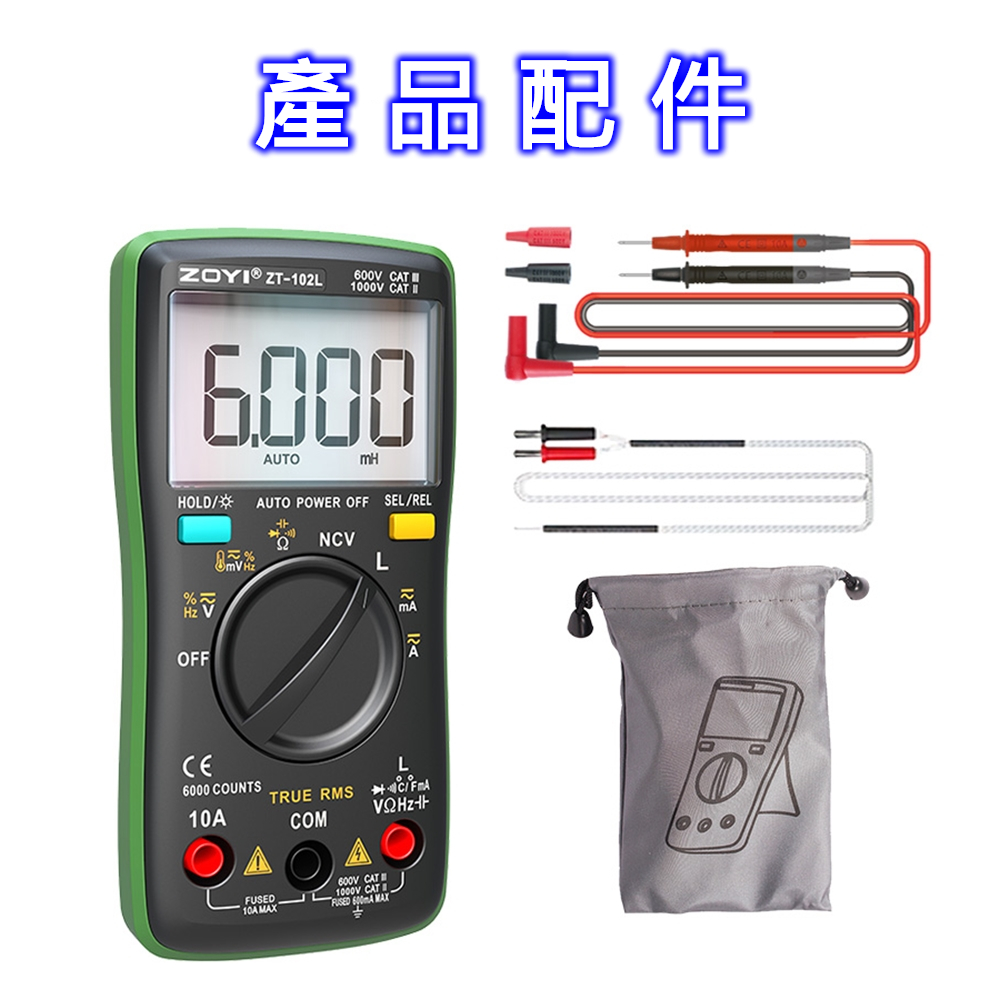 產品配件
ZOYI® ZT-102L
600V CAT III
1000V CAT II
6.000
AUTO mH
HOLD/ AUTO POWER OFF SEL/REL
Ω
NCV
mV % Hz
L
% Hz V
mA
OFF
A
CE
6000 COUNTS
TRUE RMS
L
°C/°F mA
VΩHz
10A
COM
600V CAT III
1000V CAT II
FUSED 10A MAX
FUSED 600mA MAX